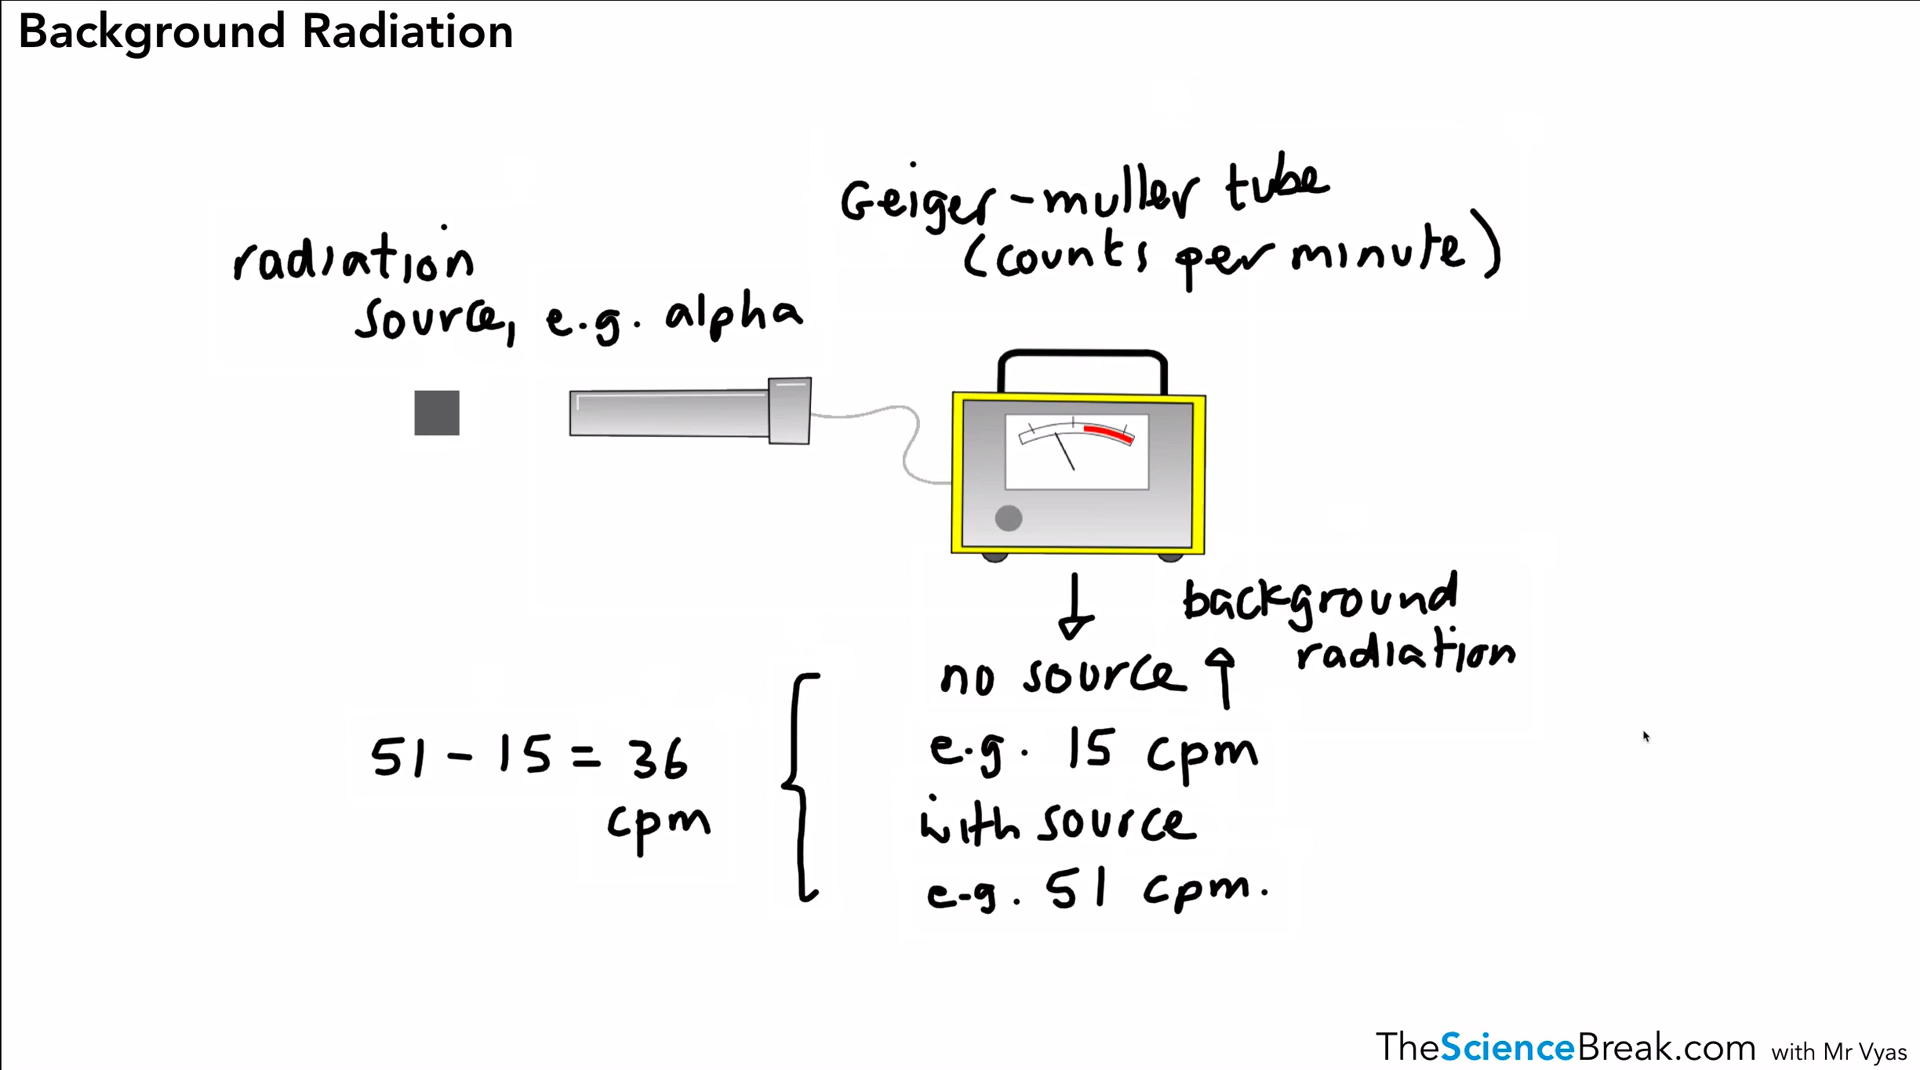 Background Radiation
Geiger-muller tube
(counts per minute)
radiation
source, e.g. alpha
background
radiation
no source
51 - 15 = 36
cpm
e.g. 15 cpm
with source
e-g. 51 cpm.
TheScienceBreak.com with Mr Vyas